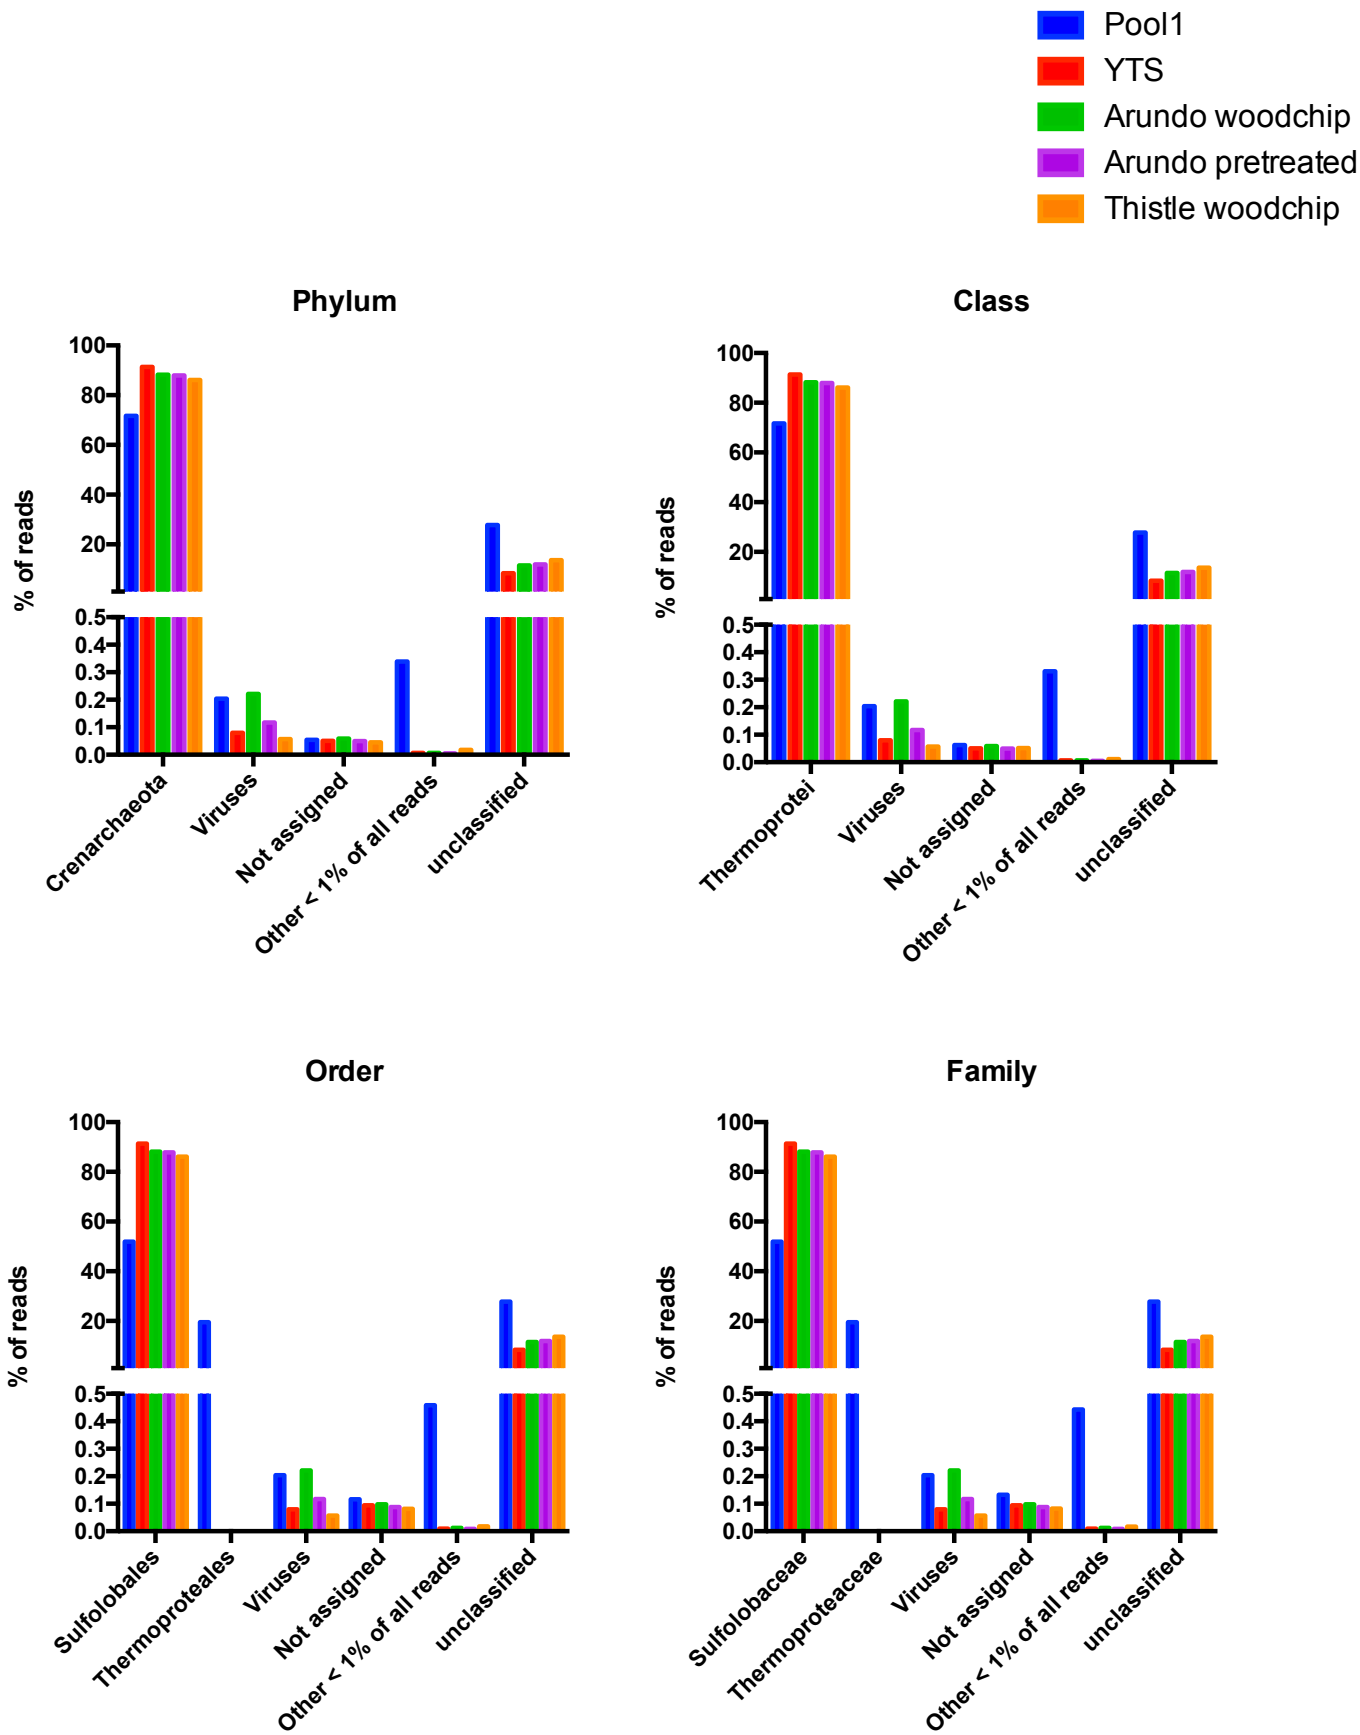 Pool1
YTS
Arundo woodchip
Arundo pretreated
Thistle woodchip
Phylum
% of reads
100
80
60
40
20
0.5
0.4
0.3
0.2
0.1
0.0
Crenarchaeota
Viruses
Not assigned
Other < 1% of all reads
unclassified
Class
% of reads
100
80
60
40
20
0.5
0.4
0.3
0.2
0.1
0.0
Thermoprotei
Viruses
Not assigned
Other < 1% of all reads
unclassified
Order
% of reads
100
80
60
40
20
0.5
0.4
0.3
0.2
0.1
0.0
Sulfolobales
Thermoproteales
Viruses
Not assigned
Other < 1% of all reads
unclassified
Family
% of reads
100
80
60
40
20
0.5
0.4
0.3
0.2
0.1
0.0
Sulfolobaceae
Thermoproteaceae
Viruses
Not assigned
Other < 1% of all reads
unclassified